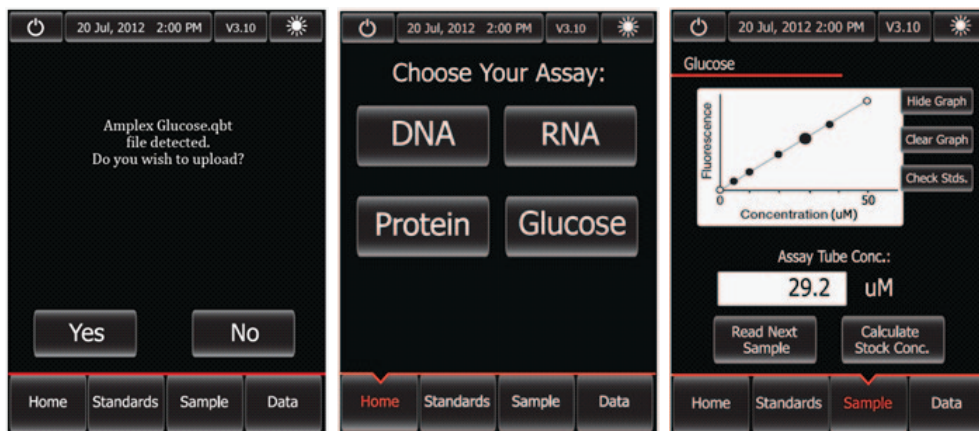 20 Jul, 2012 2:00 PM V3.10
Amplex Glucose.qbt
file detected.
Do you wish to upload?
Yes No
Home Standards Sample Data
20 Jul, 2012 2:00 PM V3.10
Choose Your Assay:
DNA RNA
Protein Glucose
Home Standards Sample Data
20 Jul, 2012 2:00 PM V3.10
Glucose
Fluorescence
0 50
Concentration (uM)
Hide Graph
Clear Graph
Check Stds.
Assay Tube Conc.:
29.2 uM
Read Next
Sample
Calculate
Stock Conc.
Home Standards Sample Data